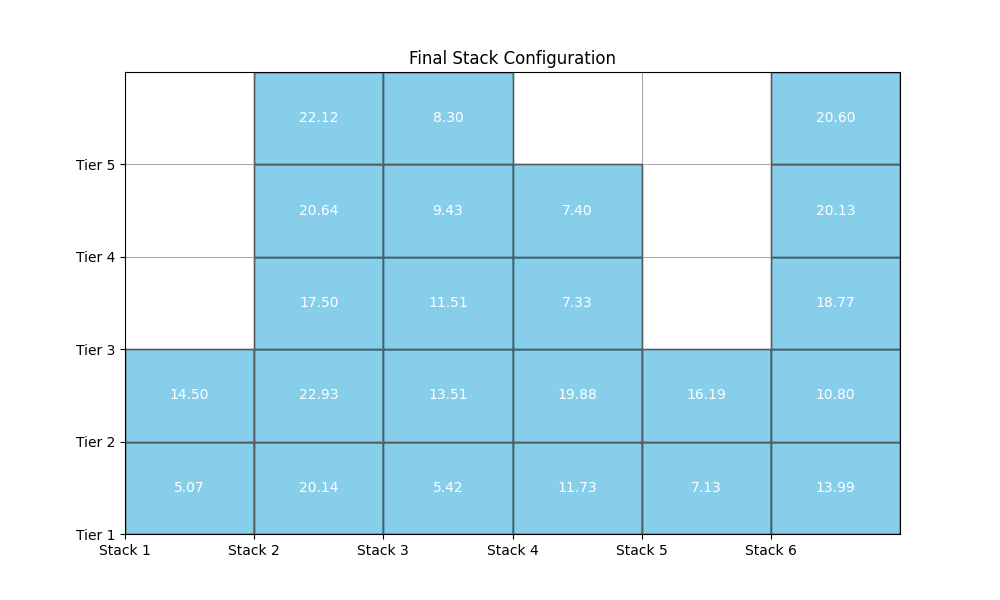 Final Stack Configuration
22.12 8.30 20.60
Tier 5
20.64 9.43 7.40 20.13
Tier 4
17.50 11.51 7.33 18.77
Tier 3
14.50 22.93 13.51 19.88 16.19 10.80
Tier 2
5.07 20.14 5.42 11.73 7.13 13.99
Tier 1
Stack 1 Stack 2 Stack 3 Stack 4 Stack 5 Stack 6